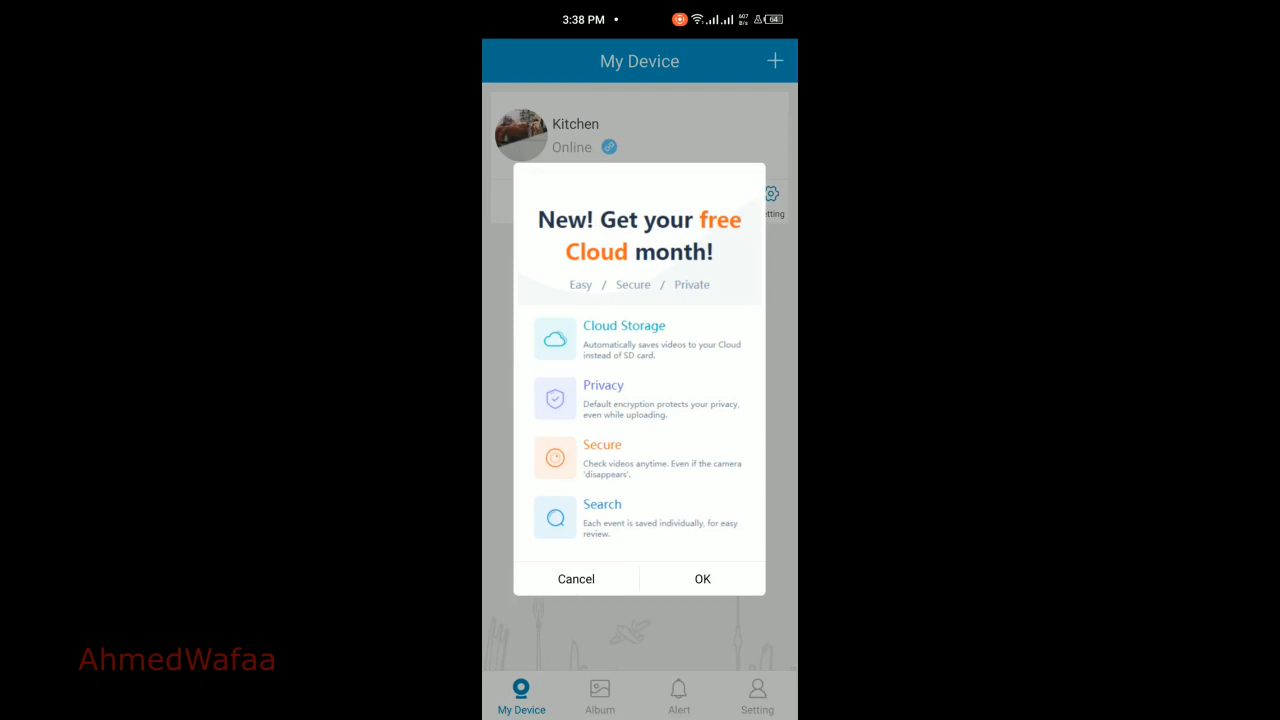 3:38 PM •
607
B/s
64
My Device
Kitchen
Online
etting
New! Get your free
Cloud month!
Easy / Secure / Private
Cloud Storage
Automatically saves videos to your Cloud
instead of SD card.
Privacy
Default encryption protects your privacy,
even while uploading.
Secure
Check videos anytime. Even if the camera
'disappears'.
Search
Each event is saved individually, for easy
review.
Cancel
OK
AhmedWafaa
My Device
Album
Alert
Setting